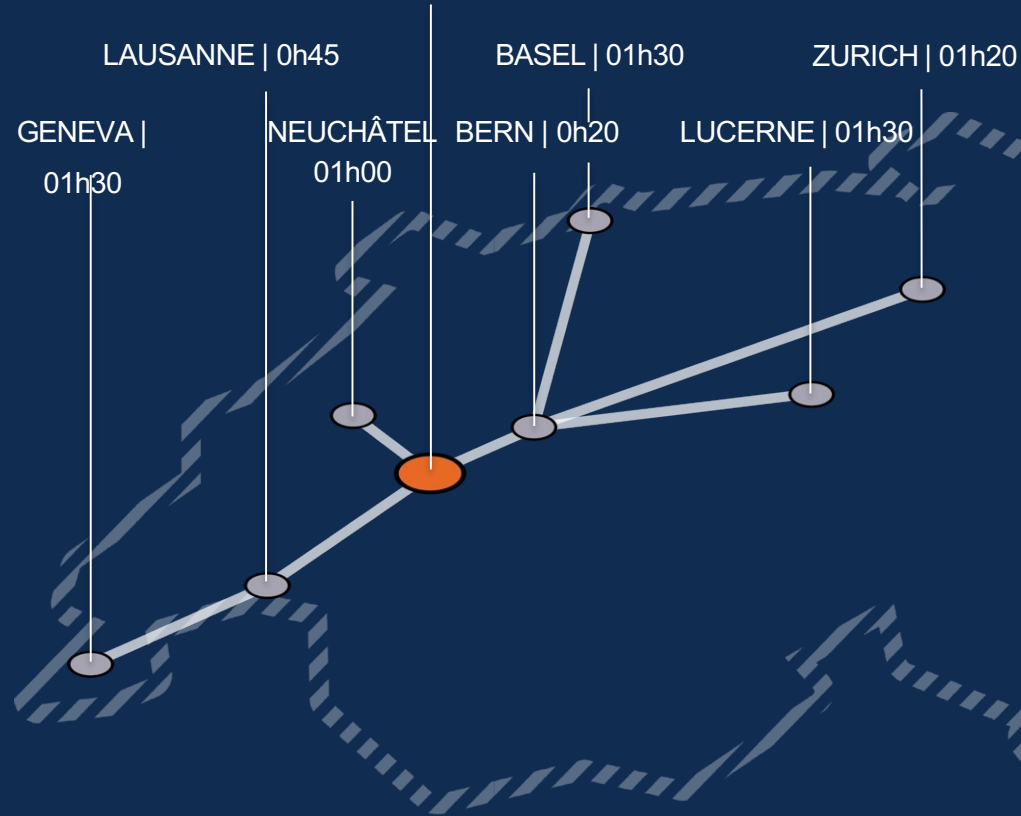 LAUSANNE | 0h45
BASEL | 01h30
ZURICH | 01h20
GENEVA |
01h30
NEUCHÂTEL
01h00
BERN | 0h20
LUCERNE | 01h30